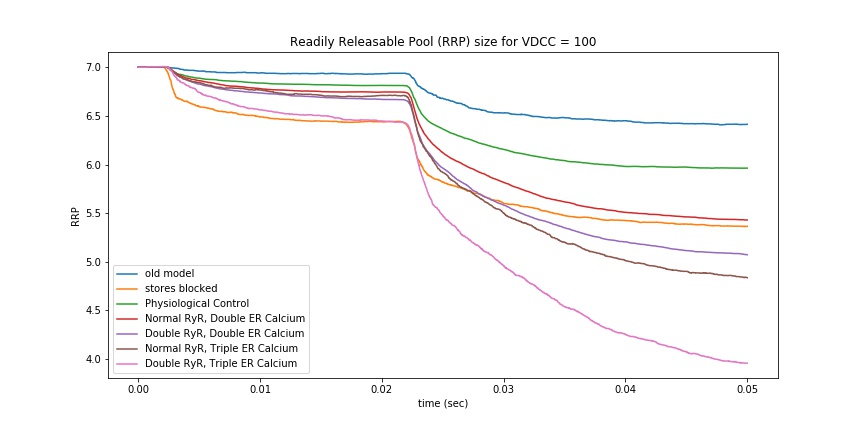 Readily Releasable Pool (RRP) size for VDCC = 100
7.0
6.5
6.0
5.5
5.0
4.5
4.0
RRP
old model
stores blocked
Physiological Control
Normal RyR, Double ER Calcium
Double RyR, Double ER Calcium
Normal RyR, Triple ER Calcium
Double RyR, Triple ER Calcium
0.00 0.01 0.02 0.03 0.04 0.05
time (sec)